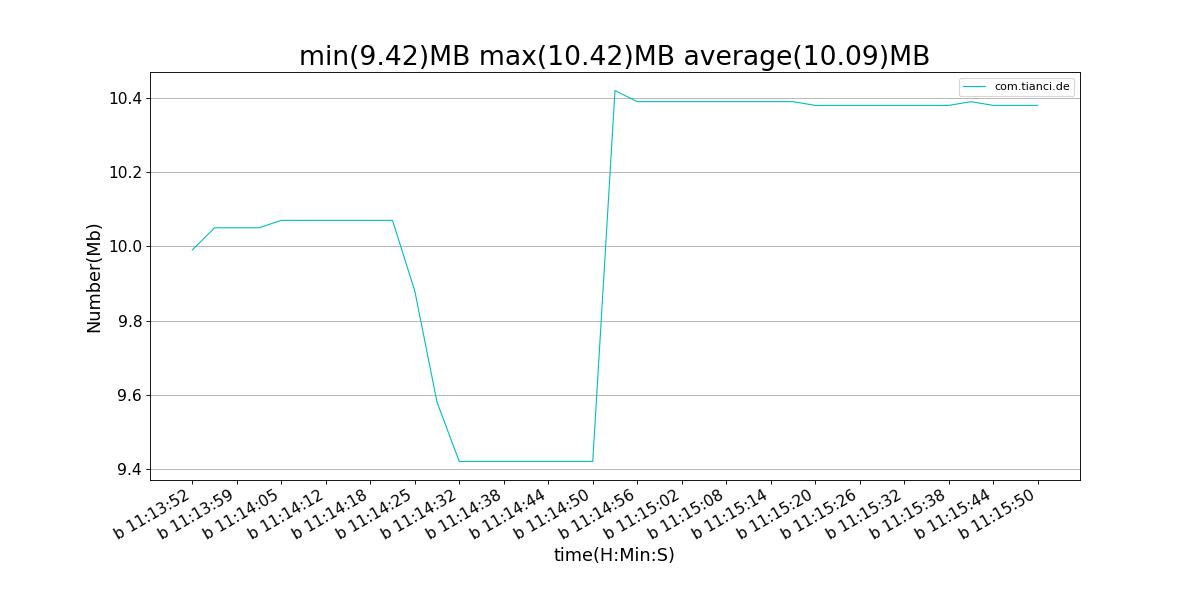 min(9.42)MB max(10.42)MB average(10.09)MB
com.tianci.de
10.4
10.2
10.0
9.8
9.6
9.4
Number(Mb)
b 11:13:52
b 11:13:59
b 11:14:05
b 11:14:12
b 11:14:18
b 11:14:25
b 11:14:32
b 11:14:38
b 11:14:44
b 11:14:50
b 11:14:56
b 11:15:02
b 11:15:08
b 11:15:14
b 11:15:20
b 11:15:26
b 11:15:32
b 11:15:38
b 11:15:44
b 11:15:50
time(H:Min:S)